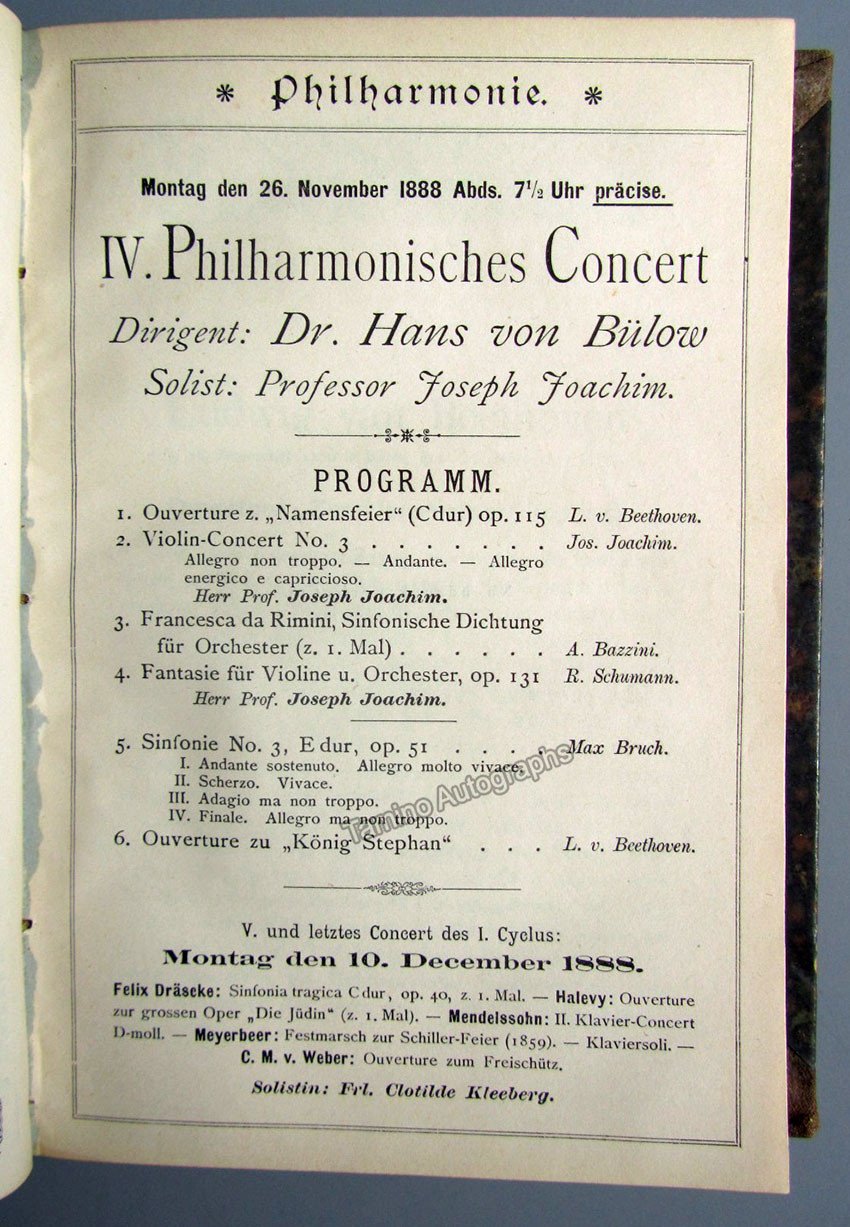 * Philharmonie. *
Montag den 26. November 1888 Abds. 7½ Uhr präcise.
IV. Philharmonisches Concert
Dirigent: Dr. Hans von Bülow
Solist: Professor Joseph Joachim.
PROGRAMM.
1. Ouverture z. „Namensfeier“ (C dur) op. 115 L. v. Beethoven.
2. Violin-Concert No. 3 . . . . . . . Jos. Joachim.
Allegro non troppo. — Andante. — Allegro
energico e capriccioso.
Herr Prof. Joseph Joachim.
3. Francesca da Rimini, Sinfonische Dichtung
für Orchester (z. 1. Mal) . . . . . . A. Bazzini.
4. Fantasie für Violine u. Orchester, op. 131 R. Schumann.
Herr Prof. Joseph Joachim.
5. Sinfonie No. 3, E dur, op. 51 . . . . Max Bruch.
I. Andante sostenuto. Allegro molto vivace.
II. Scherzo. Vivace.
III. Adagio ma non troppo.
IV. Finale. Allegro ma non troppo.
Tamino Autographs
6. Ouverture zu „König Stephan“ . . . L. v. Beethoven.
V. und letztes Concert des I. Cyclus:
Montag den 10. December 1888.
Felix Dräseke: Sinfonia tragica C dur, op. 40, z. 1. Mal. — Halevy: Ouverture
zur grossen Oper „Die Jüdin“ (z. 1. Mal). — Mendelssohn: II. Klavier-Concert
D-moll. — Meyerbeer: Festmarsch zur Schiller-Feier (1859). — Klaviersoli. —
C. M. v. Weber: Ouverture zum Freischütz.
Solistin: Frl. Clotilde Kleeberg.